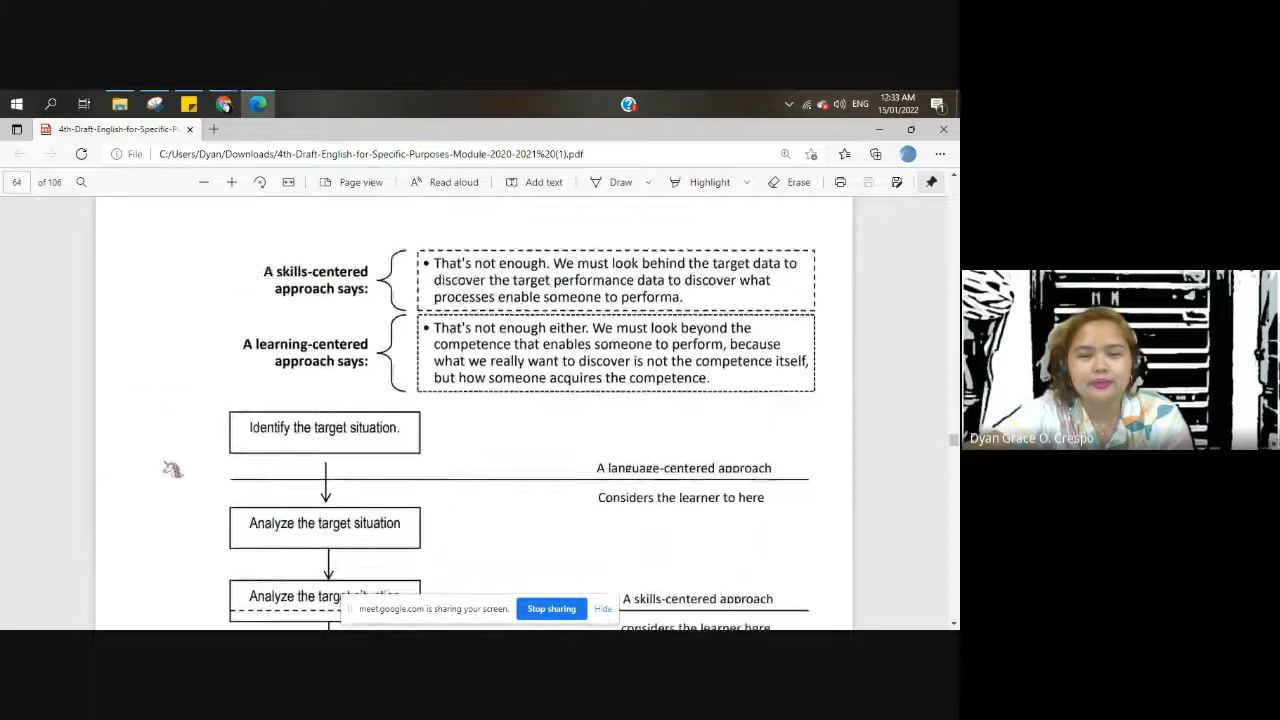 12:33 AM
ENG
15/01/2022
4th-Draft-English-for-Specific-P
File C:/Users/Dyan/Downloads/4th-Draft-English-for-Specific-Purposes-Module-2020-2021%20(1).pdf
64 of 106
Page view
Read aloud
Add text
Draw
Highlight
Erase
A skills-centered
approach says:
• That's not enough. We must look behind the target data to
discover the target performance data to discover what
processes enable someone to performa.
A learning-centered
approach says:
• That's not enough either. We must look beyond the
competence that enables someone to perform, because
what we really want to discover is not the competence itself,
but how someone acquires the competence.
Identify the target situation.
A language-centered approach
Considers the learner to here
Analyze the target situation
Analyze the target situation
A skills-centered approach
considers the learner here
meet.google.com is sharing your screen.
Stop sharing
Hide
Dyan Grace O. Crespo